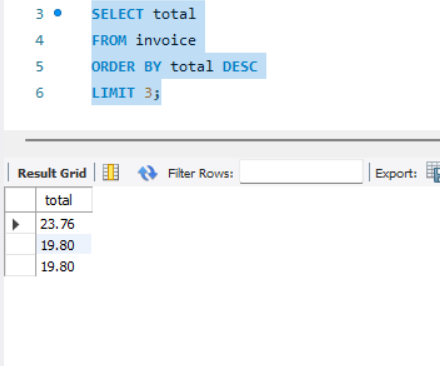 3 SELECT total
4 FROM invoice
5 ORDER BY total DESC
6 LIMIT 3;
Result Grid Filter Rows: Export:
total
23.76
19.80
19.80